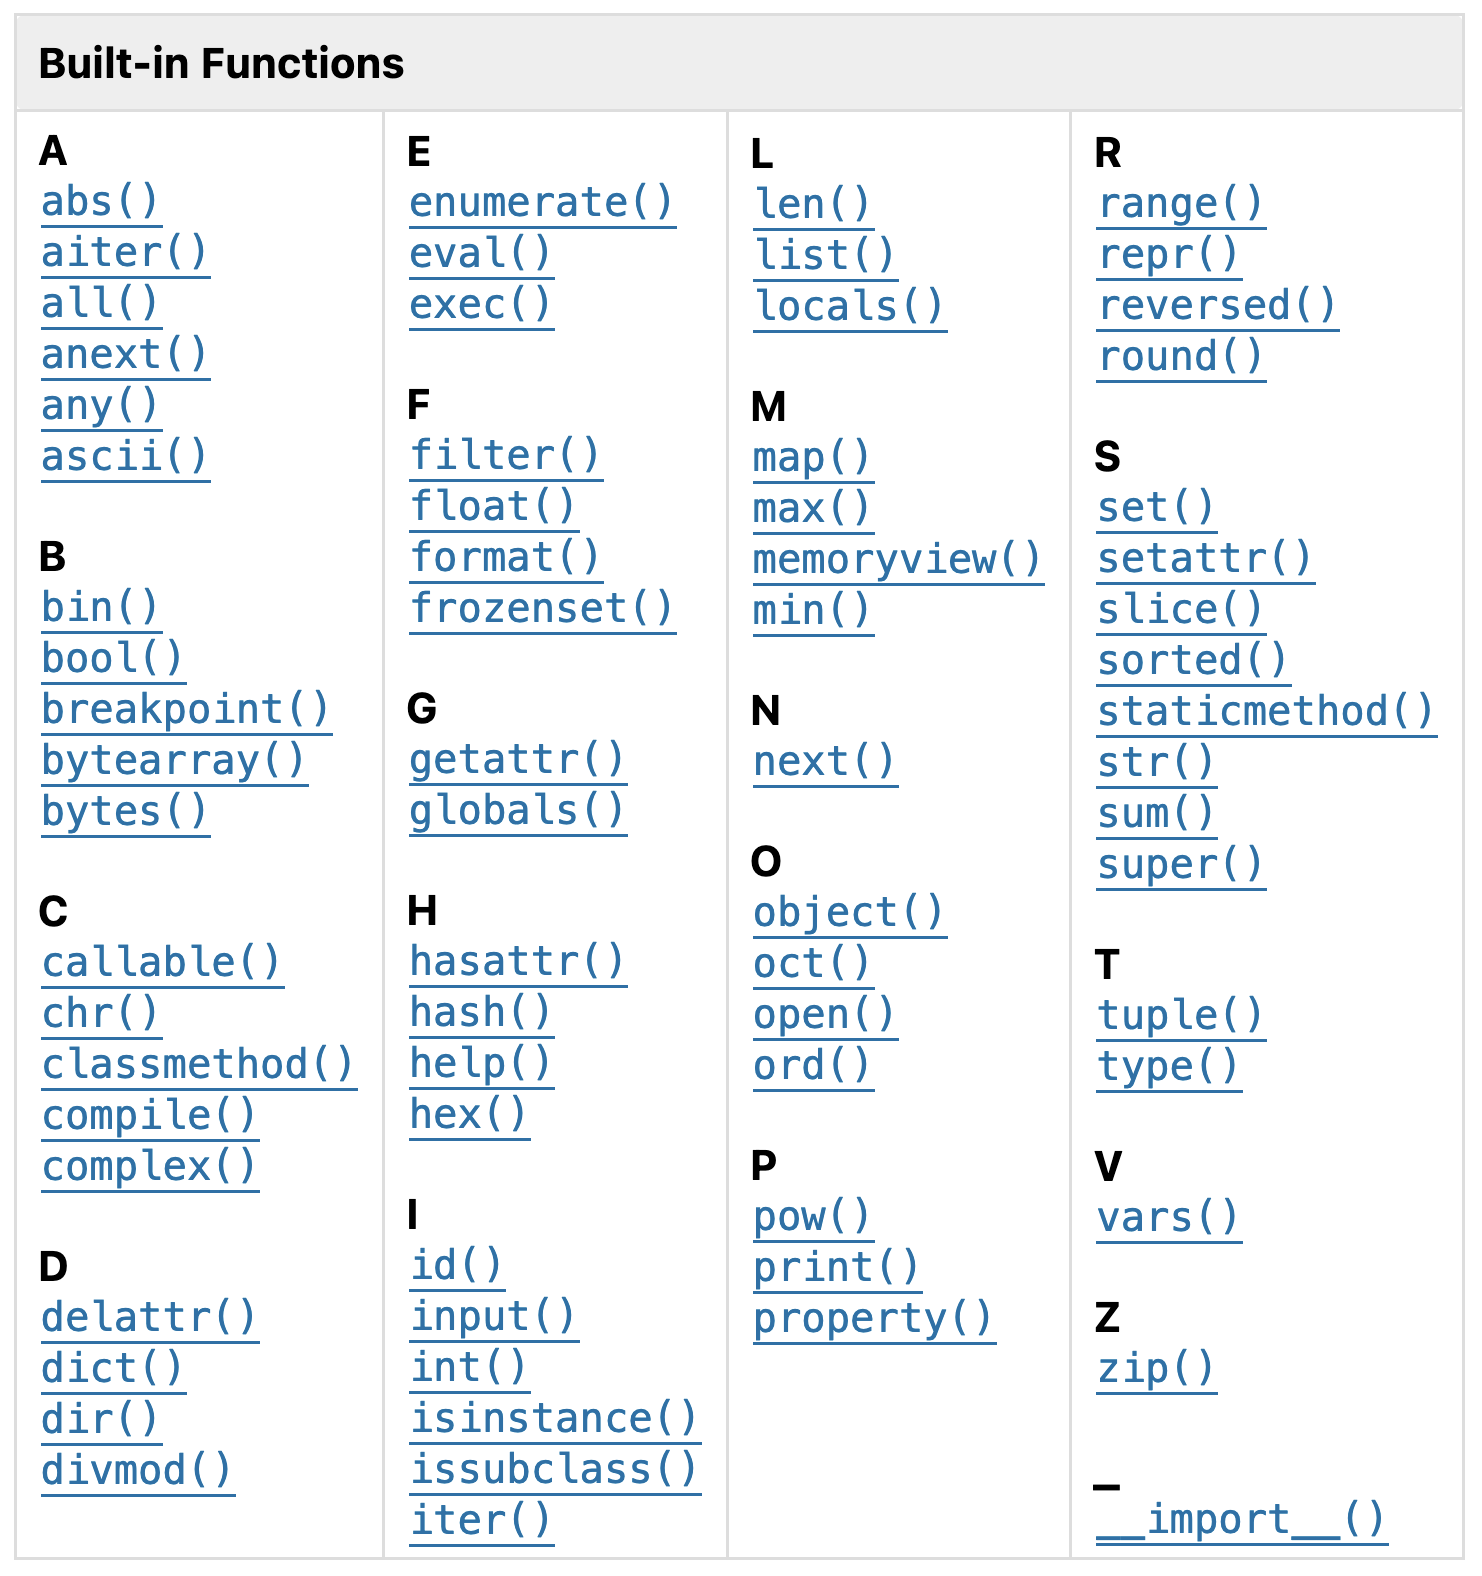 Built-in Functions
A
abs()
aiter()
all()
anext()
any()
ascii()
B
bin()
bool()
breakpoint()
bytearray()
bytes()
C
callable()
chr()
classmethod()
compile()
complex()
D
delattr()
dict()
dir()
divmod()
E
enumerate()
eval()
exec()
F
filter()
float()
format()
frozenset()
G
getattr()
globals()
H
hasattr()
hash()
help()
hex()
I
id()
input()
int()
isinstance()
issubclass()
iter()
L
len()
list()
locals()
M
map()
max()
memoryview()
min()
N
next()
O
object()
oct()
open()
ord()
P
pow()
print()
property()
R
range()
repr()
reversed()
round()
S
set()
setattr()
slice()
sorted()
staticmethod()
str()
sum()
super()
T
tuple()
type()
V
vars()
Z
zip()
_
__import__()